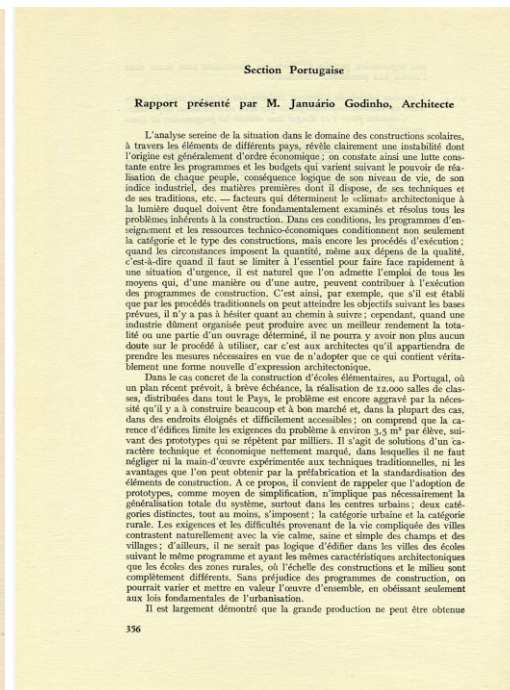 Section Portugaise
Rapport présenté par M. Januário Godinho, Architecte
L'analyse sereine de la situation dans le domaine des constructions scolaires,
à travers les éléments de différents pays, révèle clairement une instabilité dont
l'origine est généralement d'ordre économique ; on constate ainsi une lutte cons-
tante entre les programmes et les budgets qui varient suivant le pouvoir de réa-
lisation de chaque peuple, conséquence logique de son niveau de vie, de son
indice industriel, des matières premières dont il dispose, de ses techniques et
de ses traditions, etc. — facteurs qui déterminent le «climat» architectonique à
la lumière duquel doivent être fondamentalement examinés et résolus tous les
problèmes inhérents à la construction. Dans ces conditions, les programmes d'en-
seignement et les ressources technico-économiques conditionnent non seulement
la catégorie et le type des constructions, mais encore les procédés d'exécution ;
quand les circonstances imposent la quantité, même aux dépens de la qualité,
c'est-à-dire quand il faut se limiter à l'essentiel pour faire face rapidement à
une situation d'urgence, il est naturel que l'on admette l'emploi de tous les
moyens qui, d'une manière ou d'une autre, peuvent contribuer à l'exécution
des programmes de construction. C'est ainsi, par exemple, que s'il est établi
que par les procédés traditionnels on peut atteindre les objectifs suivant les bases
prévues, il n'y a pas à hésiter quant au chemin à suivre ; cependant, quand une
industrie dûment organisée peut produire avec un meilleur rendement la tota-
lité ou une partie d'un ouvrage déterminé, il ne pourra y avoir non plus aucun
doute sur le procédé à utiliser, car c'est aux architectes qu'il appartiendra de
prendre les mesures nécessaires en vue de n'adopter que ce qui contient vérita-
blement une forme nouvelle d'expression architectonique.
Dans le cas concret de la construction d'écoles élémentaires, au Portugal, où
un plan récent prévoit, à brève échéance, la réalisation de 12.000 salles de clas-
ses, distribuées dans tout le Pays, le problème est encore aggravé par la néces-
sité qu'il y a à construire beaucoup et à bon marché et, dans la plupart des cas,
dans des endroits éloignés et difficilement accessibles ; on comprend que la ca-
rence d'édifices limite les exigences du problème à environ 3,5 m² par élève, sui-
vant des prototypes qui se répètent par milliers. Il s'agit de solutions d'un ca-
ractère technique et économique nettement marqué, dans lesquelles il ne faut
négliger ni la main-d'œuvre expérimentée aux techniques traditionnelles, ni les
avantages que l'on peut obtenir par la préfabrication et la standardisation des
éléments de construction. A ce propos, il convient de rappeler que l'adoption de
prototypes, comme moyen de simplification, n'implique pas nécessairement la
généralisation totale du système, surtout dans les centres urbains ; deux caté-
gories distinctes, tout au moins, s'imposent ; la catégorie urbaine et la catégorie
rurale. Les exigences et les difficultés provenant de la vie compliquée des villes
contrastent naturellement avec la vie calme, saine et simple des champs et des
villages ; d'ailleurs, il ne serait pas logique d'édifier dans les villes des écoles
suivant le même programme et ayant les mêmes caractéristiques architectoniques
que les écoles des zones rurales, où l'échelle des constructions et le milieu sont
complètement différents. Sans préjudice des programmes de construction, on
pourrait varier et mettre en valeur l'œuvre d'ensemble, en obéissant seulement
aux lois fondamentales de l'urbanisation.
Il est largement démontré que la grande production ne peut être obtenue
356